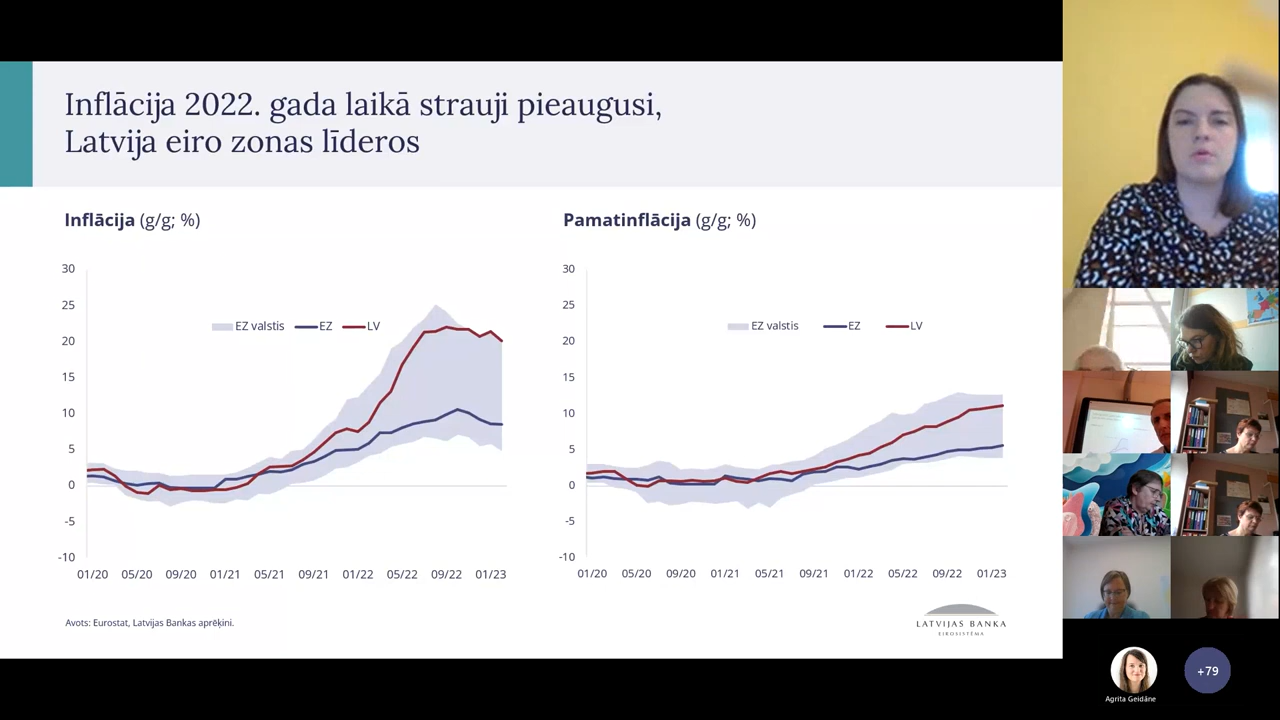 Inflācija 2022. gada laikā strauji pieaugusi,
Latvija eiro zonas līderos
Inflācija (g/g; %)
30
25
20
15
10
5
0
-5
-10
EZ valstis
EZ
LV
01/20 05/20 09/20 01/21 05/21 09/21 01/22 05/22 09/22 01/23
Pamatinflācija (g/g; %)
30
25
20
15
10
5
0
-5
-10
EZ valstis
EZ
LV
01/20 05/20 09/20 01/21 05/21 09/21 01/22 05/22 09/22 01/23
Avots: Eurostat, Latvijas Bankas aprēķini.
LATVIJAS BANKA
EIROSISTĒMA
Agrita Geidāne
+79